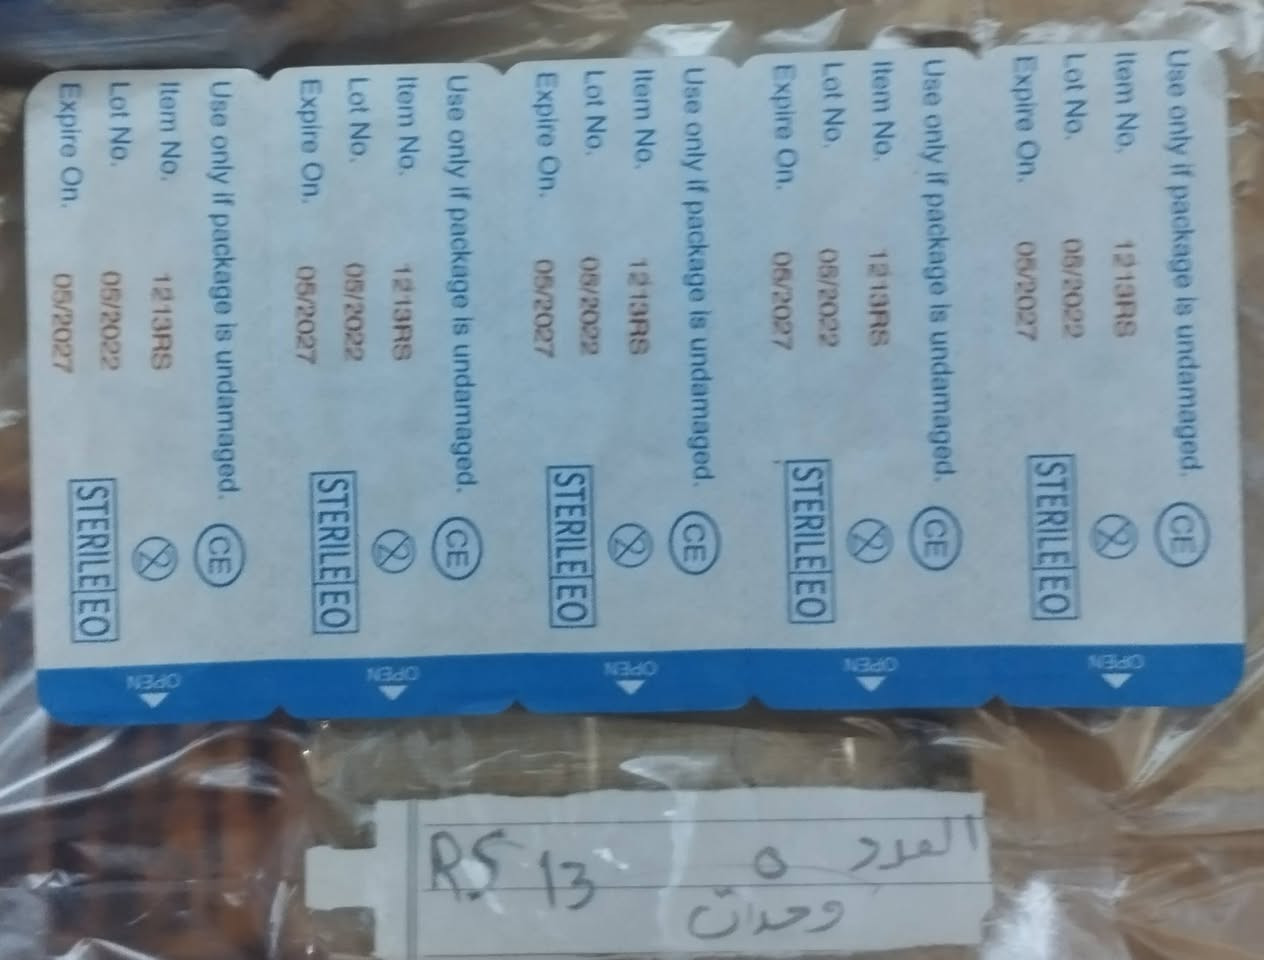 Use only if package is undamaged.
CE
Item No. 1213RS
2
Lot No. 05/2022
STERILE EO
Expire On. 05/2027
OPEN
Use only if package is undamaged.
CE
Item No. 1213RS
2
Lot No. 05/2022
STERILE EO
Expire On. 05/2027
OPEN
Use only if package is undamaged.
CE
Item No. 1213RS
2
Lot No. 05/2022
STERILE EO
Expire On. 05/2027
OPEN
Use only if package is undamaged.
CE
Item No. 1213RS
2
Lot No. 05/2022
STERILE EO
Expire On. 05/2027
OPEN
Use only if package is undamaged.
CE
Item No. 1213RS
2
Lot No. 05/2022
STERILE EO
Expire On. 05/2027
OPEN
العدد ٥ RS 13
وحدات